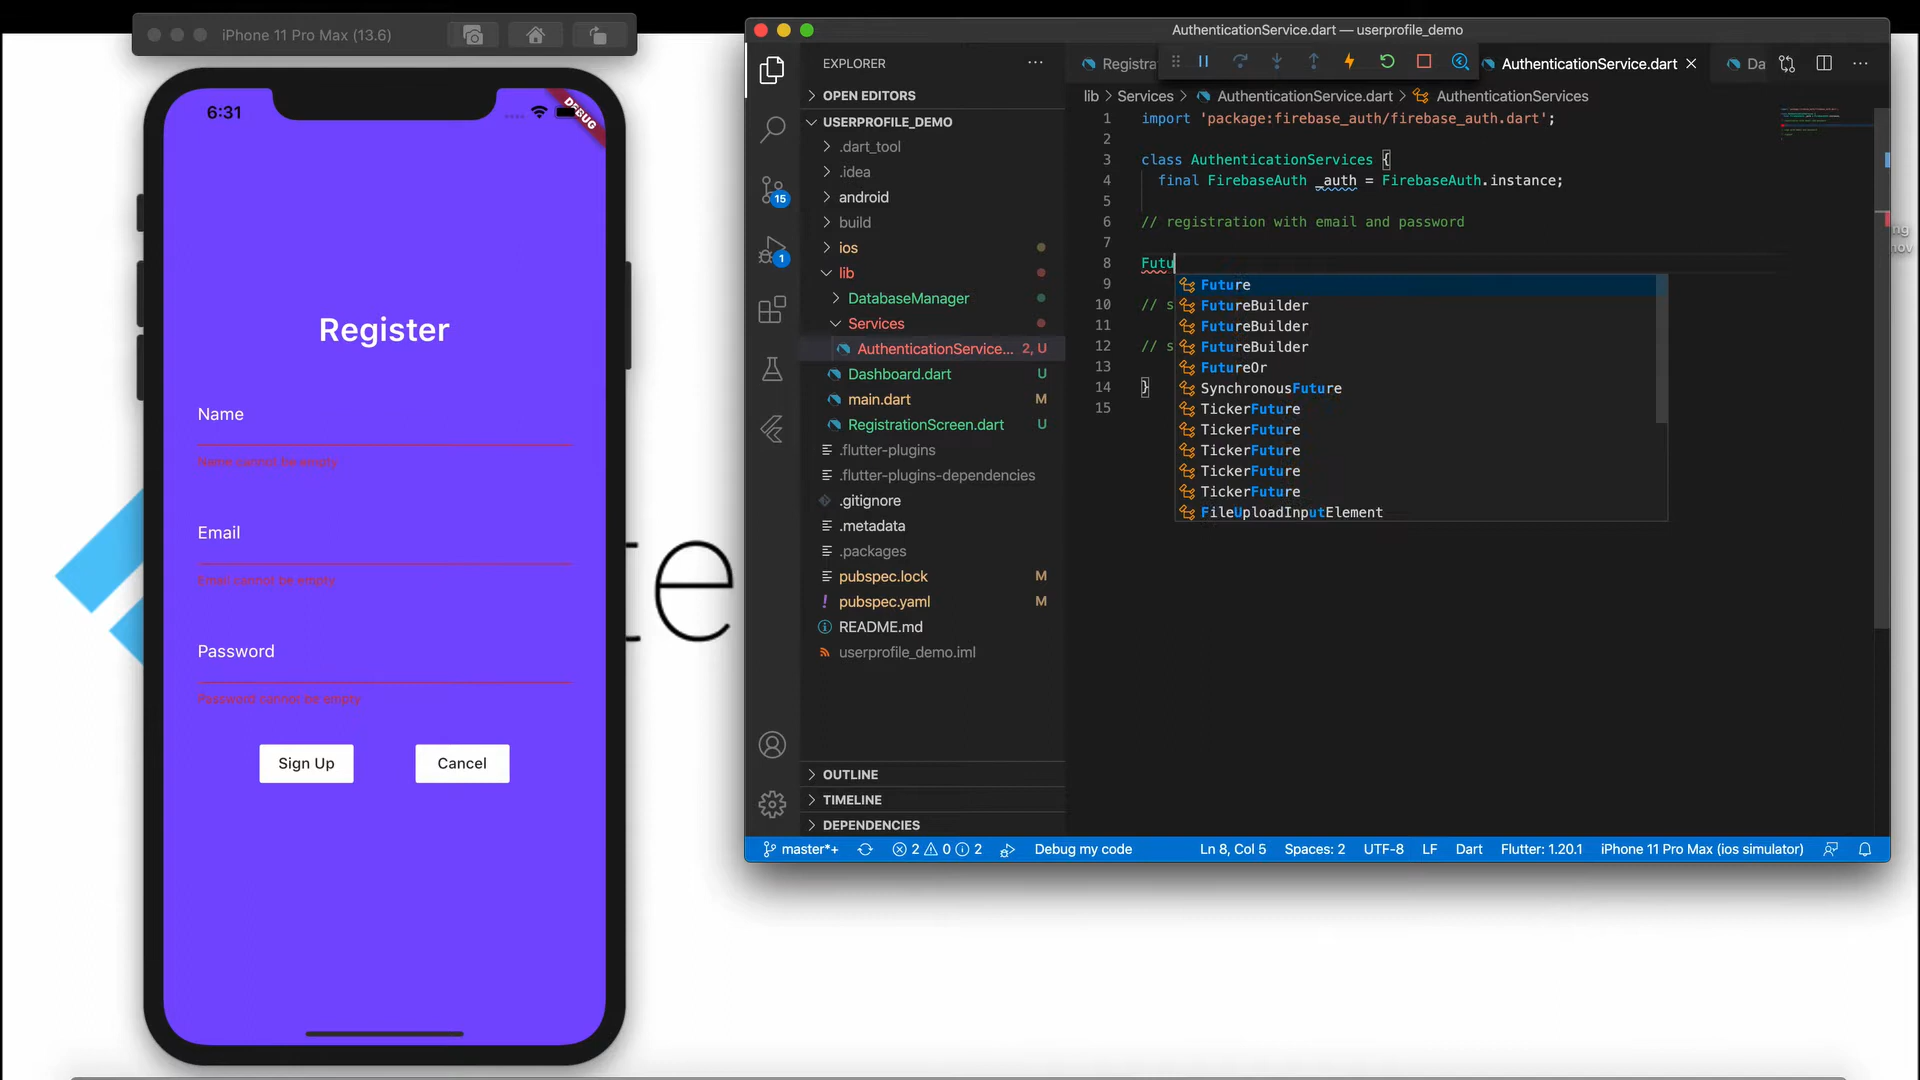 iPhone 11 Pro Max (13.6)
6:31
DEBUG
Register
Name
Name cannot be empty
Email
Email cannot be empty
Password
Password cannot be empty
Sign Up
Cancel
te
AuthenticationService.dart — userprofile_demo
EXPLORER
OPEN EDITORS
USERPROFILE_DEMO
.dart_tool
.idea
android
build
ios
lib
DatabaseManager
Services
AuthenticationService... 2, U
Dashboard.dart U
main.dart M
RegistrationScreen.dart U
.flutter-plugins
.flutter-plugins-dependencies
.gitignore
.metadata
.packages
pubspec.lock M
! pubspec.yaml M
README.md
userprofile_demo.iml
OUTLINE
TIMELINE
DEPENDENCIES
15
1
Registra
AuthenticationService.dart
Da
lib > Services > AuthenticationService.dart > AuthenticationServices
1 import 'package:firebase_auth/firebase_auth.dart';
2
3 class AuthenticationServices {
4 final FirebaseAuth _auth = FirebaseAuth.instance;
5
6 // registration with email and password
7
8 Futu
9
10 // s
11
12 // s
13
14 }
15
Future
FutureBuilder
FutureBuilder
FutureBuilder
FutureOr
SynchronousFuture
TickerFuture
TickerFuture
TickerFuture
TickerFuture
TickerFuture
FileUploadInputElement
ng
nov
master*+ 2 0 2 Debug my code Ln 8, Col 5 Spaces: 2 UTF-8 LF Dart Flutter: 1.20.1 iPhone 11 Pro Max (ios simulator)